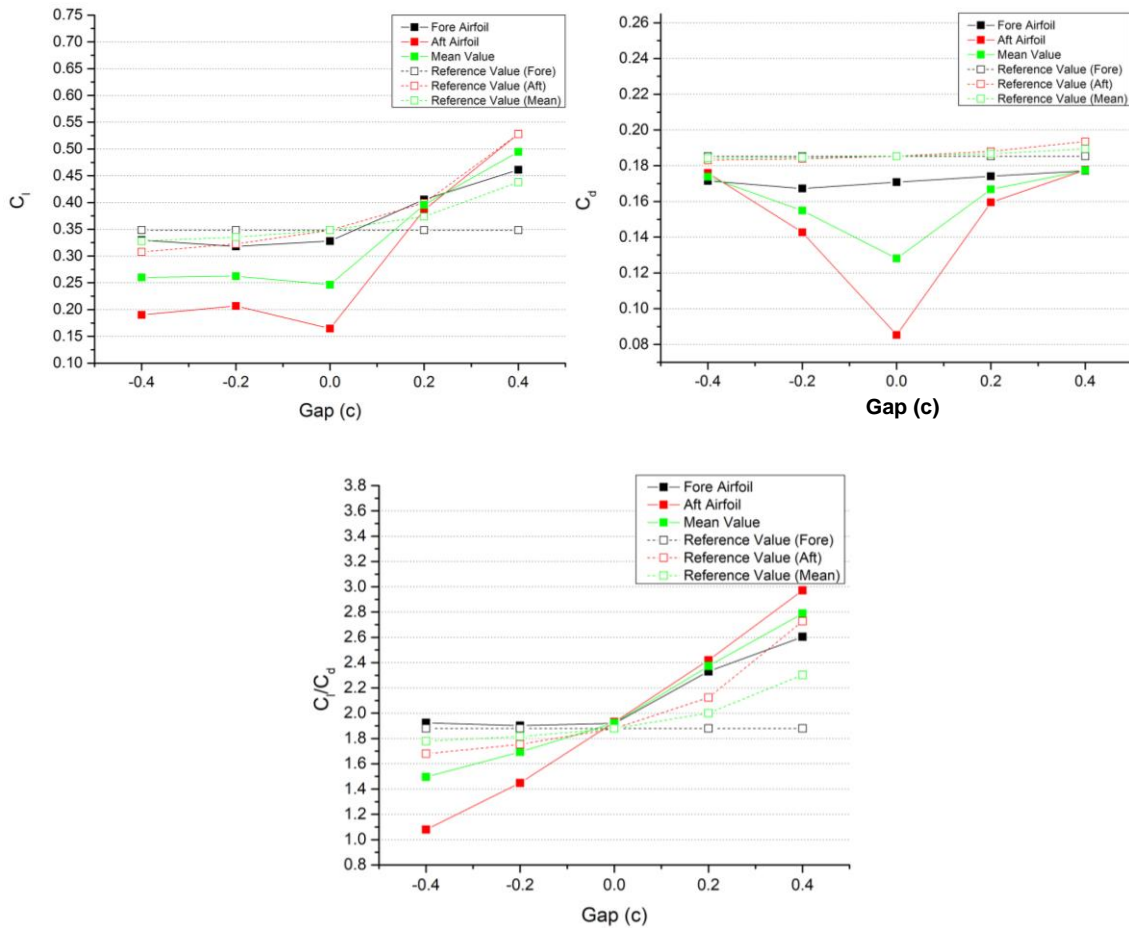 0.75
0.70
0.65
0.60
0.55
0.50
0.45
0.40
0.35
0.30
0.25
0.20
0.15
0.10
Cl
-0.4 -0.2 0.0 0.2 0.4
Gap (c)
Fore Airfoil
Aft Airfoil
Mean Value
Reference Value (Fore)
Reference Value (Aft)
Reference Value (Mean)
0.26
0.24
0.22
0.20
0.18
0.16
0.14
0.12
0.10
0.08
Cd
-0.4 -0.2 0.0 0.2 0.4
Gap (c)
Fore Airfoil
Aft Airfoil
Mean Value
Reference Value (Fore)
Reference Value (Aft)
Reference Value (Mean)
3.8
3.6
3.4
3.2
3.0
2.8
2.6
2.4
2.2
2.0
1.8
1.6
1.4
1.2
1.0
0.8
Cl/Cd
-0.4 -0.2 0.0 0.2 0.4
Gap (c)
Fore Airfoil
Aft Airfoil
Mean Value
Reference Value (Fore)
Reference Value (Aft)
Reference Value (Mean)